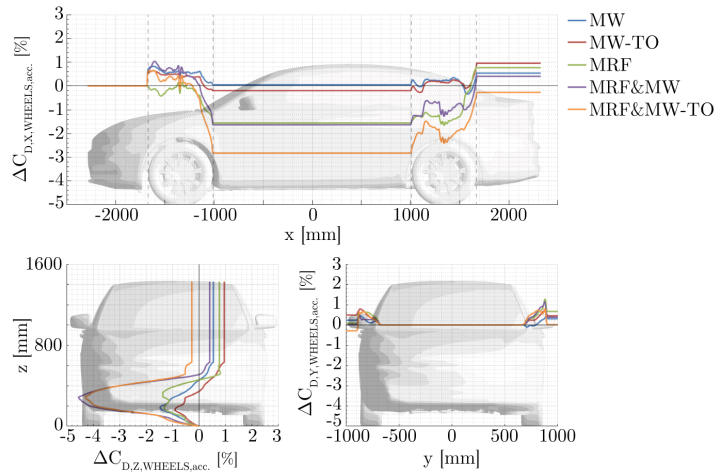 ΔC_D,X,WHEELS,acc. [%]
3
2
1
0
-1
-2
-3
-4
-5
-2000 -1000 0 1000 2000
x [mm]
MW
MW-TO
MRF
MRF&MW
MRF&MW-TO
z [mm]
1600
800
0
-5 -4 -3 -2 -1 0 1 2 3
ΔC_D,Z,WHEELS,acc. [%]
ΔC_D,Y,WHEELS,acc. [%]
3
2
1
0
-1
-2
-3
-4
-5
-1000 -500 0 500 1000
y [mm]